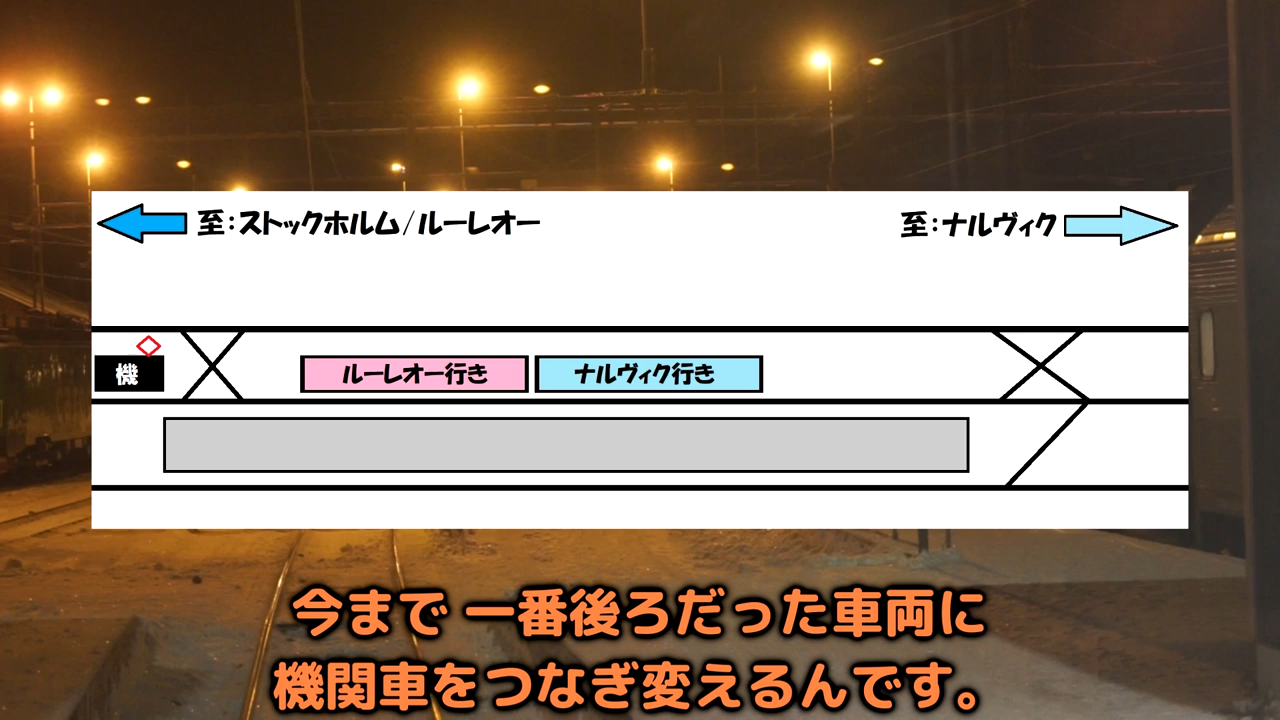 至:ストックホルム/ルーレオー
至:ナルヴィク
機
ルーレオー行き
ナルヴィク行き
今まで 一番後ろだった車両に
機関車をつなぎ変えるんです。